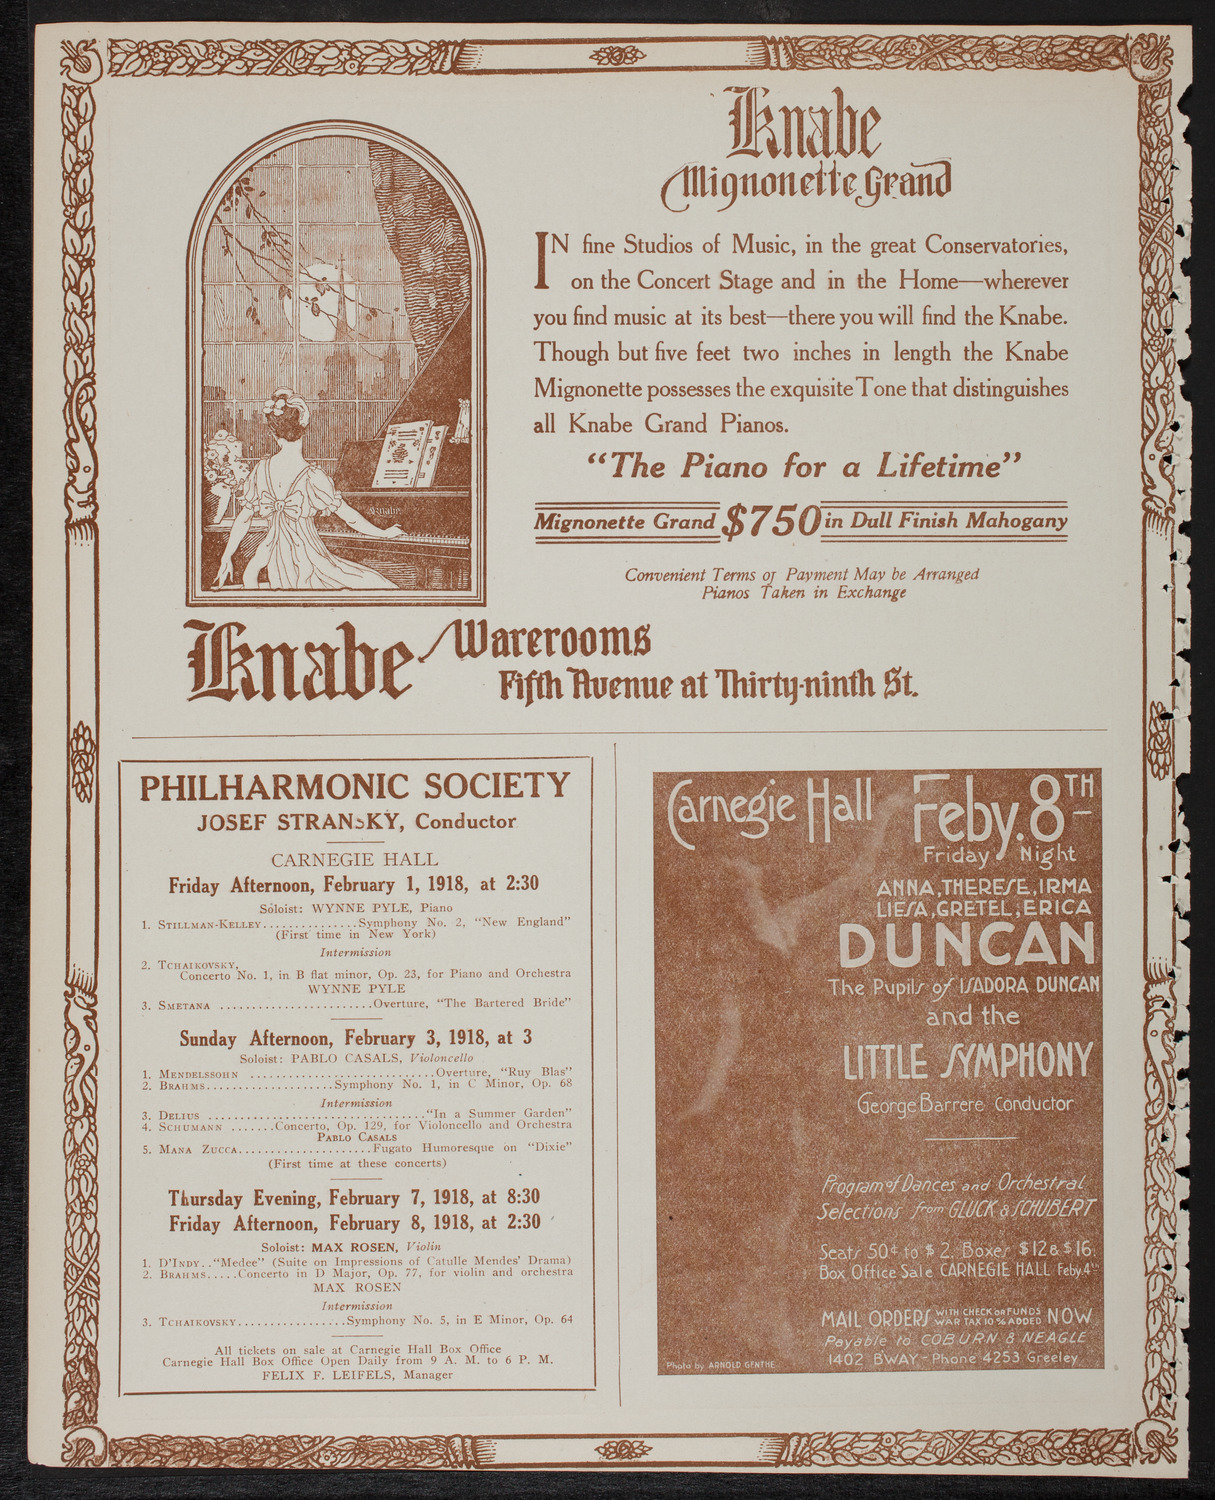 Knabe
Mignonette Grand
IN fine Studios of Music, in the great Conservatories,
on the Concert Stage and in the Home—wherever
you find music at its best—there you will find the Knabe.
Though but five feet two inches in length the Knabe
Mignonette possesses the exquisite Tone that distinguishes
all Knabe Grand Pianos.
“The Piano for a Lifetime”
Mignonette Grand $750 in Dull Finish Mahogany
Convenient Terms of Payment May be Arranged
Pianos Taken in Exchange
Knabe
Knabe Warerooms
Fifth Avenue at Thirty-ninth St.
PHILHARMONIC SOCIETY
JOSEF STRANSKY, Conductor
CARNEGIE HALL
Friday Afternoon, February 1, 1918, at 2:30
Soloist: WYNNE PYLE, Piano
1. STILLMAN-KELLEY...............Symphony No. 2, “New England”
(First time in New York)
Intermission
2. TCHAIKOVSKY,
Concerto No. 1, in B flat minor, Op. 23, for Piano and Orchestra
WYNNE PYLE
3. SMETANA ........................Overture, “The Bartered Bride”
Sunday Afternoon, February 3, 1918, at 3
Soloist: PABLO CASALS, Violoncello
1. MENDELSSOHN ............................Overture, “Ruy Blas”
2. BRAHMS....................Symphony No. 1, in C Minor, Op. 68
Intermission
3. DELIUS .................................“In a Summer Garden”
4. SCHUMANN .......Concerto, Op. 129, for Violoncello and Orchestra
PABLO CASALS
5. MANA ZUCCA.....................Fugato Humoresque on “Dixie”
(First time at these concerts)
Thursday Evening, February 7, 1918, at 8:30
Friday Afternoon, February 8, 1918, at 2:30
Soloist: MAX ROSEN, Violin
1. D'INDY..“Medee” (Suite on Impressions of Catulle Mendes' Drama)
2. BRAHMS.....Concerto in D Major, Op. 77, for violin and orchestra
MAX ROSEN
Intermission
3. TCHAIKOVSKY.................Symphony No. 5, in E Minor, Op. 64
All tickets on sale at Carnegie Hall Box Office
Carnegie Hall Box Office Open Daily from 9 A. M. to 6 P. M.
FELIX F. LEIFELS, Manager
Carnegie Hall Feby. 8TH
Friday Night
ANNA, THERESE, IRMA
LIESA, GRETEL, ERICA
DUNCAN
The Pupils of ISADORA DUNCAN
and the
LITTLE SYMPHONY
George Barrere Conductor
Program of Dances and Orchestral
Selections from GLUCK & SCHUBERT
Seats 50¢ to $2. Boxes $12 & $16.
Box Office Sale CARNEGIE HALL Feby. 4th
MAIL ORDERS WITH CHECK or FUNDS WAR TAX 10% ADDED NOW
Payable to COBURN & NEAGLE
1402 BWAY - Phone 4253 Greeley
Photo by ARNOLD GENTHE